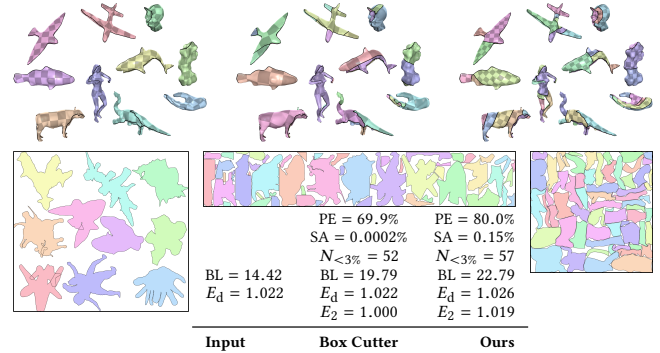 PE = 69.9% PE = 80.0%
SA = 0.0002% SA = 0.15%
N<3% = 52 N<3% = 57
BL = 14.42 BL = 19.79 BL = 22.79
Ed = 1.022 Ed = 1.022 Ed = 1.026
E2 = 1.000 E2 = 1.019
Input Box Cutter Ours